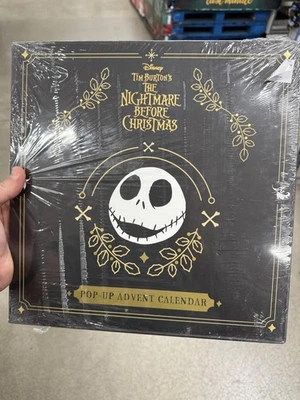 Disney
TIM BURTON'S
THE
NIGHTMARE
BEFORE
CHRISTMAS
POP-UP ADVENT CALENDAR